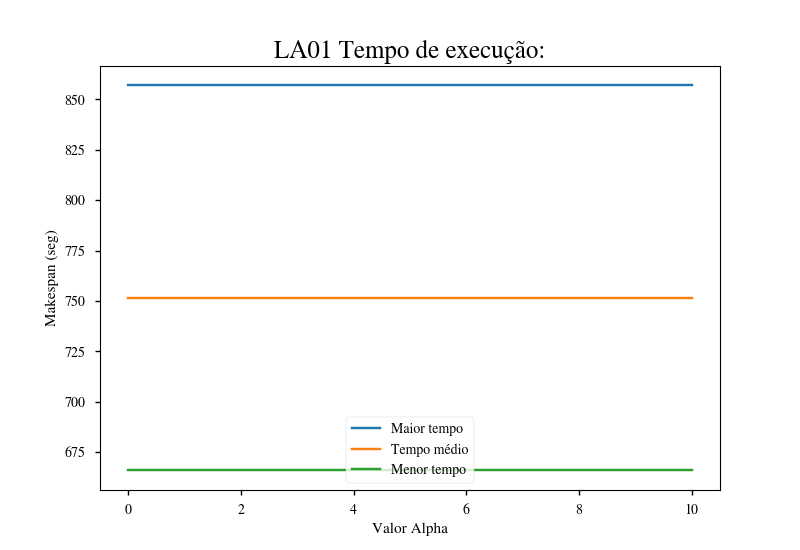 LA01 Tempo de execução:
850
825
800
775
750
725
700
675
Makespan (seg)
Maior tempo
Tempo médio
Menor tempo
0 2 4 6 8 10
Valor Alpha